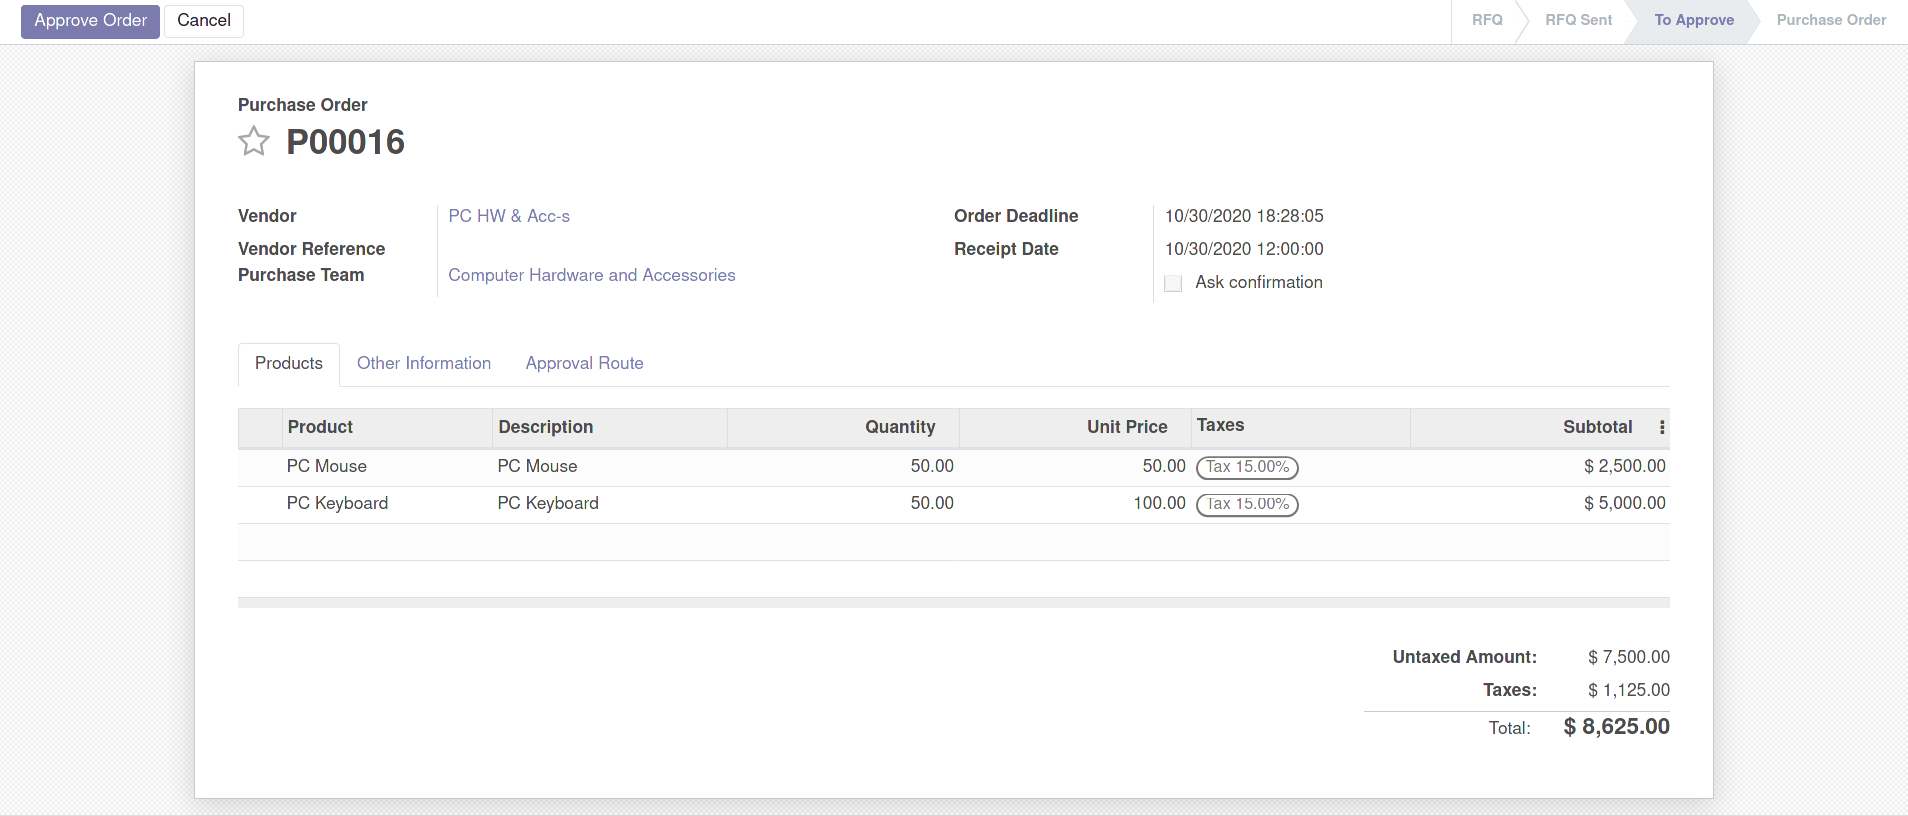 Approve Order Cancel RFQ RFQ Sent To Approve Purchase Order
Purchase Order
P00016
Vendor PC HW & Acc-s Order Deadline 10/30/2020 18:28:05
Vendor Reference Receipt Date 10/30/2020 12:00:00
Purchase Team Computer Hardware and Accessories
Ask confirmation
Products Other Information Approval Route
Product Description Quantity Unit Price Taxes Subtotal
PC Mouse PC Mouse 50.00 50.00 Tax 15.00% $ 2,500.00
PC Keyboard PC Keyboard 50.00 100.00 Tax 15.00% $ 5,000.00
Untaxed Amount: $ 7,500.00
Taxes: $ 1,125.00
Total: $ 8,625.00